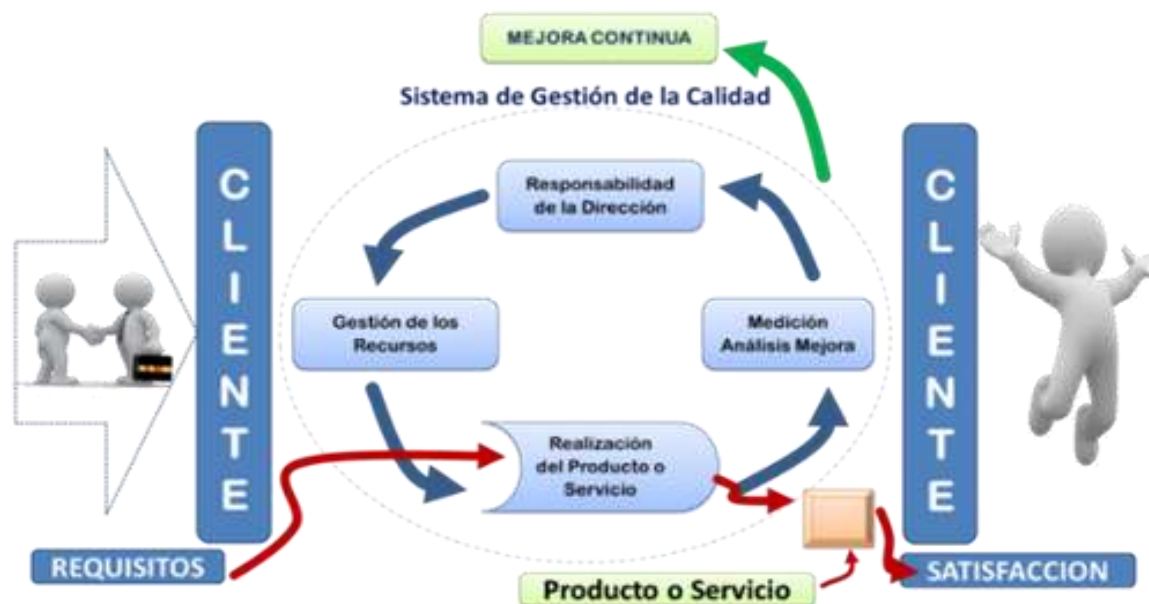 MEJORA CONTINUA
Sistema de Gestión de la Calidad
CLIENTE
Responsabilidad
de la Dirección
Gestión de los
Recursos
Medición
Análisis Mejora
Realización
del Producto o
Servicio
CLIENTE
REQUISITOS
Producto o Servicio
SATISFACCION